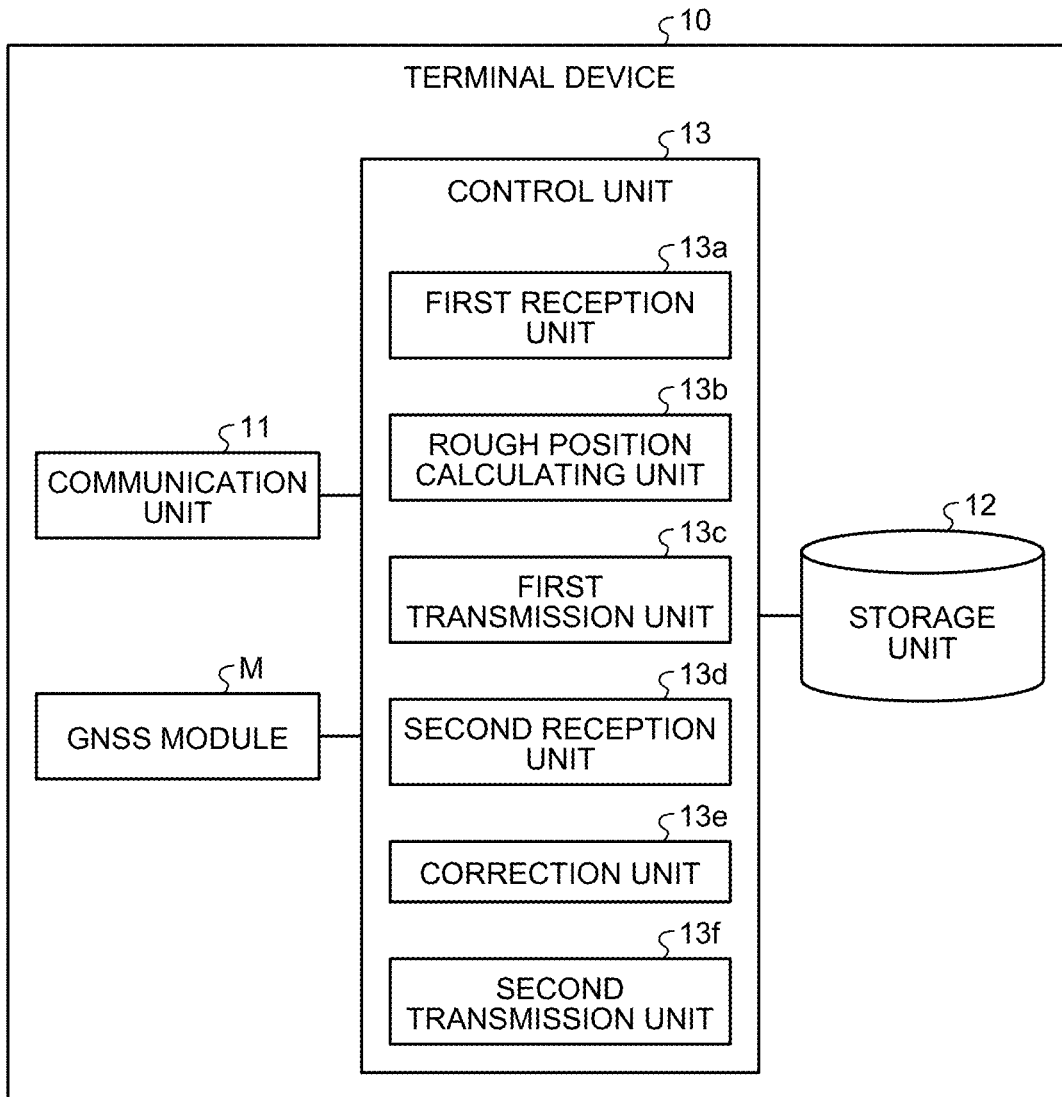 10
TERMINAL DEVICE
13
CONTROL UNIT
13a
FIRST RECEPTION
UNIT
13b
ROUGH POSITION
CALCULATING UNIT
11
COMMUNICATION
UNIT
13c
FIRST
TRANSMISSION UNIT
12
STORAGE
UNIT
M
GNSS MODULE
13d
SECOND RECEPTION
UNIT
13e
CORRECTION UNIT
13f
SECOND
TRANSMISSION UNIT